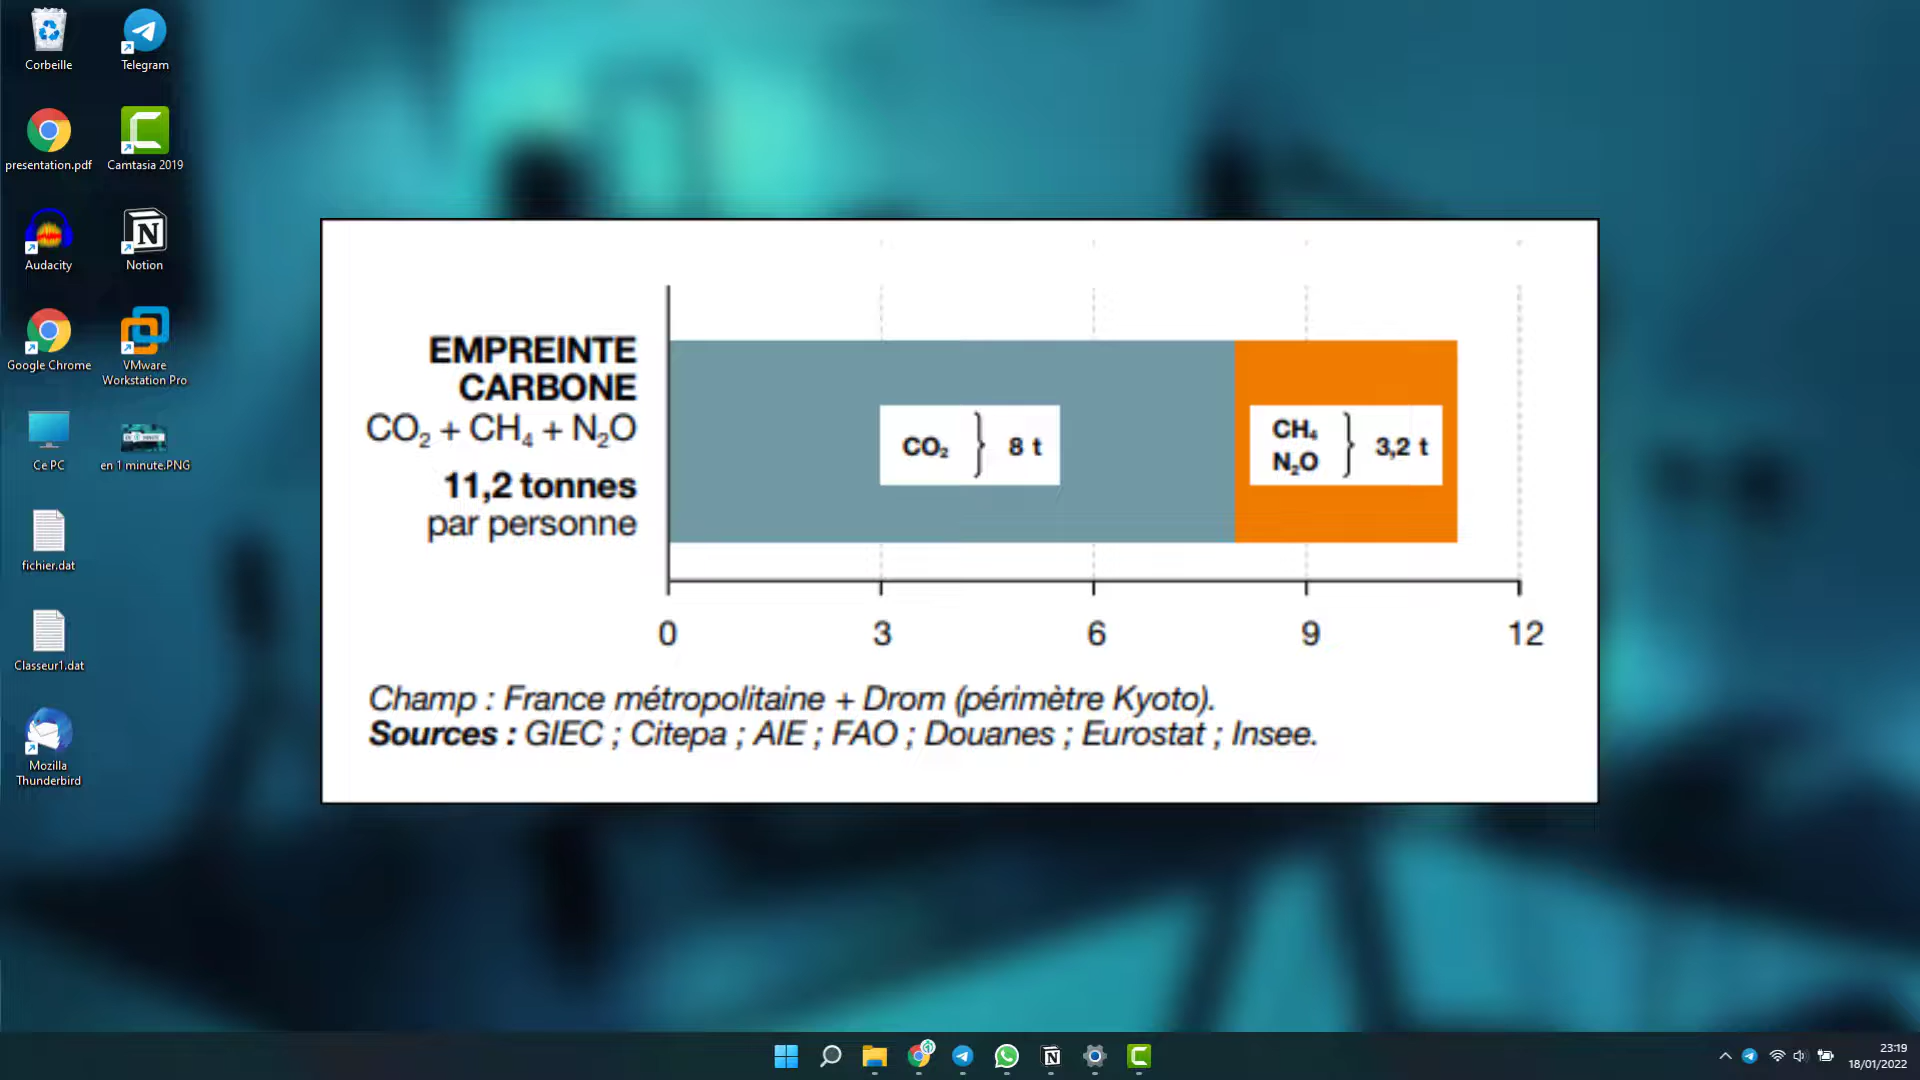 Corbeille
Telegram
presentation.pdf
Camtasia 2019
Audacity
Notion
Google Chrome
VMware
Workstation Pro
Ce PC
en 1 minute.PNG
fichier.dat
Classeur1.dat
Mozilla
Thunderbird
EMPREINTE
CARBONE
CO₂ + CH₄ + N₂O
11,2 tonnes
par personne
CO₂ } 8 t
CH₄
N₂O } 3,2 t
0 3 6 9 12
Champ : France métropolitaine + Drom (périmètre Kyoto).
Sources : GIEC ; Citepa ; AIE ; FAO ; Douanes ; Eurostat ; Insee.
23:19
18/01/2022